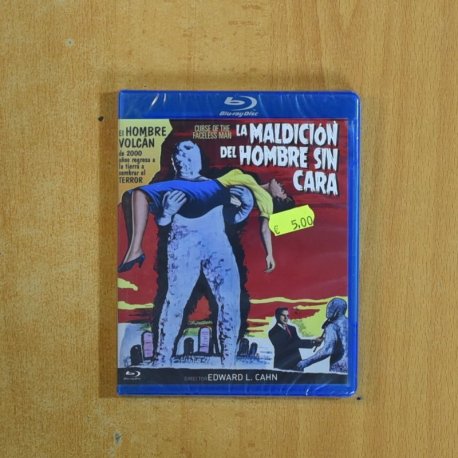 Blu-ray Disc
CURSE OF THE
FACELESS MAN
LA MALDICIÓN
DEL HOMBRE SIN
CARA
EL HOMBRE
VOLCAN
de 2000
años regresa a
la tierra a
sembrar el
TERROR
€ 5,00
DIRECTOR EDWARD L. CAHN